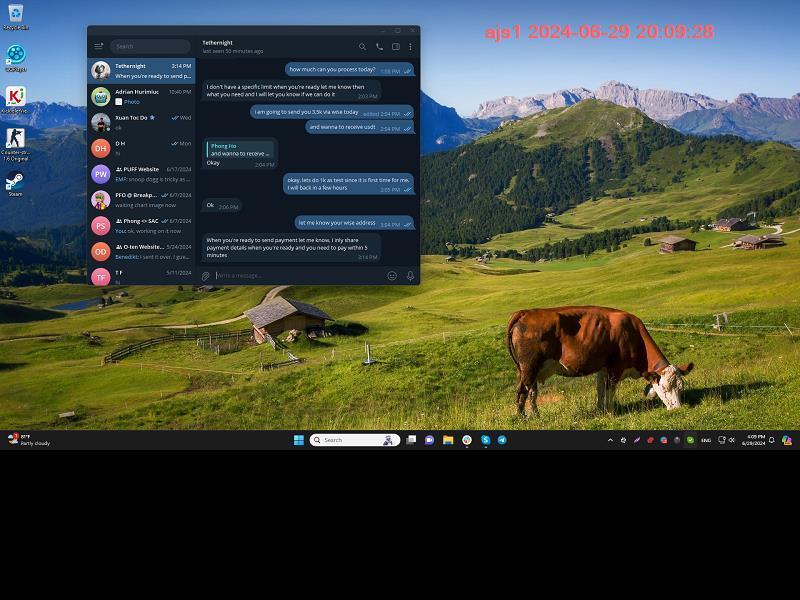 ajs1 2024-06-29 20:09:28
Recycle Bin
Steam
Search
Tethernight
3:14 PM
When you're ready to send p...
Adrian Hurimiuc
10:40 PM
Photo
Xuan Toc Do
Wed
ok
D H
Mon
hi
PW
PUFF Website
6/17/2024
EMF: snoop dogg is tricky as...
PFO @ Breakp...
6/7/2024
waiting chart image now
PS
Phong <> SAC
6/7/2024
You: ok, working on it now
OD
O-ten Website...
5/24/2024
Benedikt: I sent it over. I gue...
TF
T F
5/11/2024
hi
Tethernight
last seen 50 minutes ago
how much can you process today? 1:58 PM
I don't have a specific limit when you're ready let me know then
what you need and I will let you know if we can do it 2:03 PM
i am going to send you 3.5k via wise today edited 2:04 PM
and wanna to receive usdt 2:04 PM
Phong Ho
and wanna to receive ...
Okay 2:04 PM
okay, lets do 1k as test since it is first time for me.
I will back in a few hours 2:05 PM
Ok 2:06 PM
let me know your wise address 3:04 PM
When you're ready to send payment let me know, I inly share
payment details when you're ready and you need to pay within 5
minutes 3:14 PM
Write a message...
81°F
Partly cloudy
Search
ENG
4:09 PM
6/29/2024